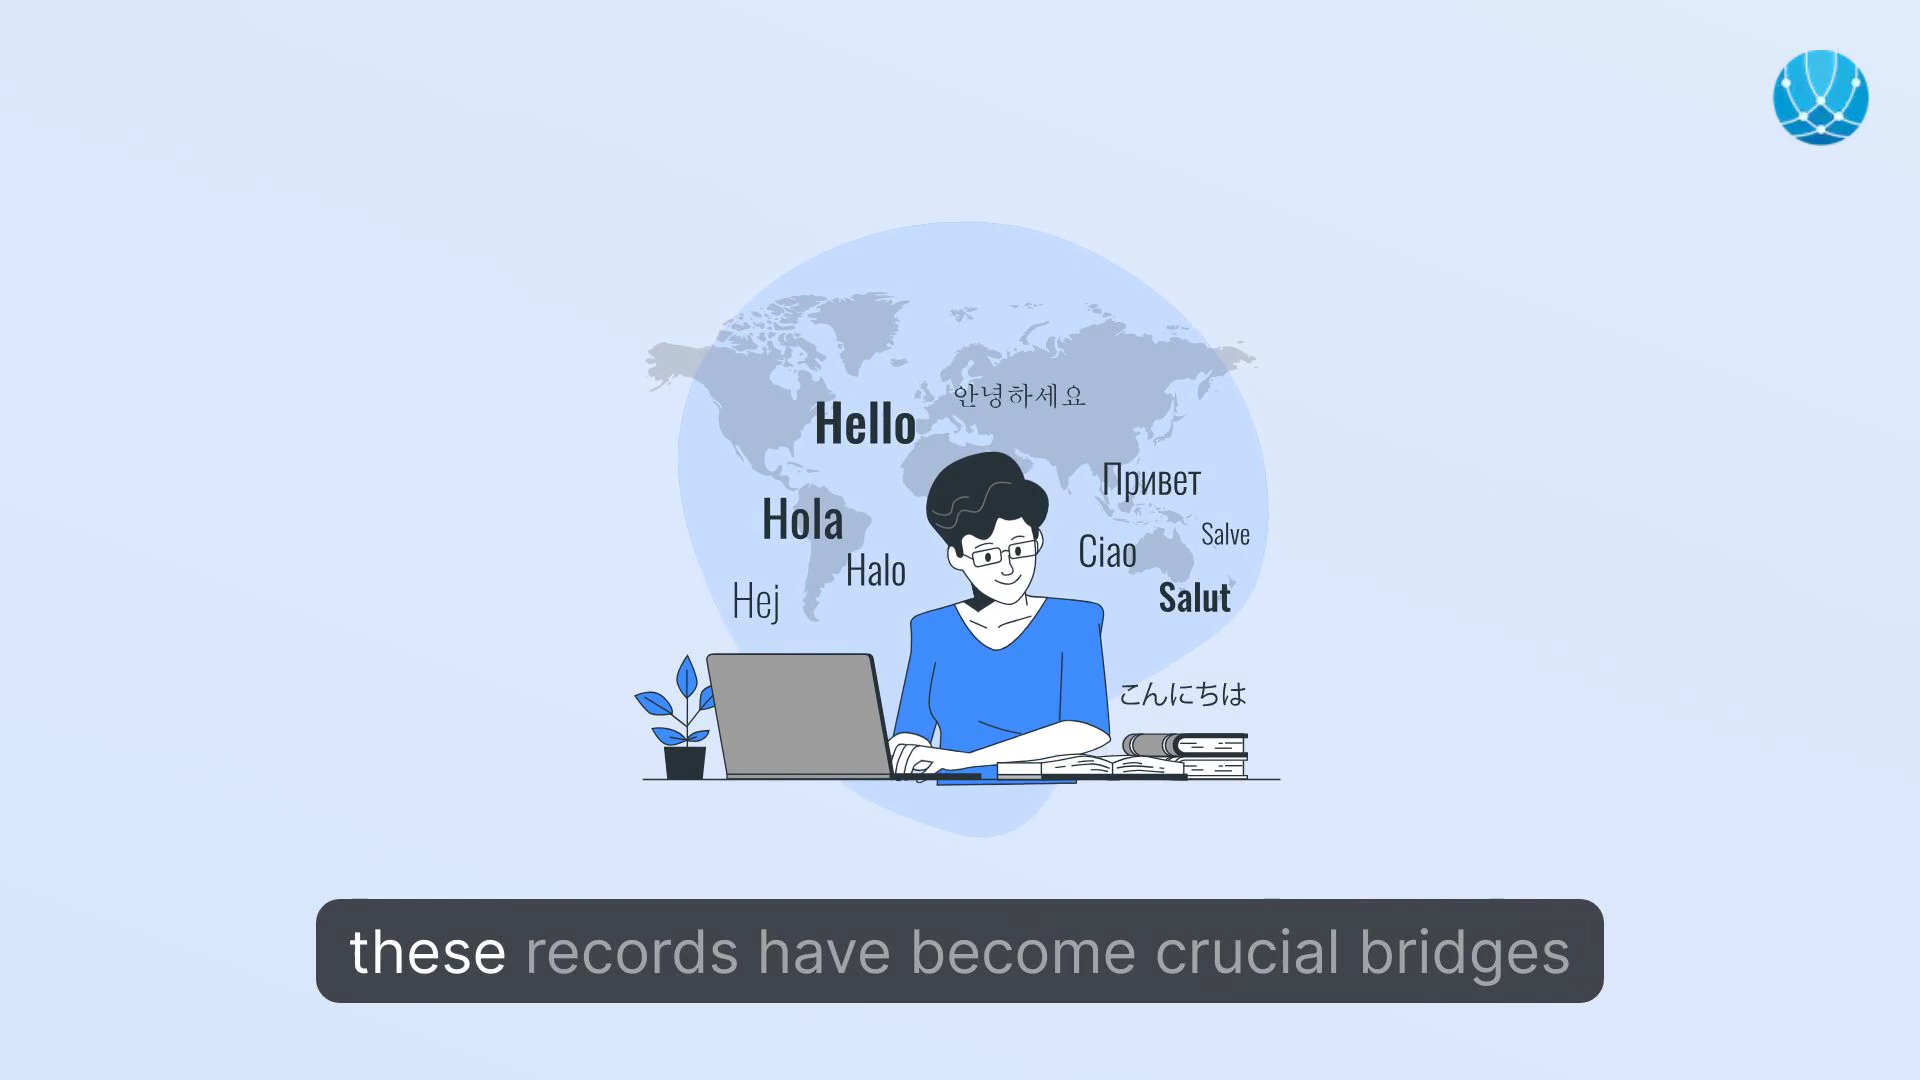 안녕하세요
Hello
Привет
Hola
Salve
Ciao
Halo
Hej
Salut
こんにちは
these records have become crucial bridges